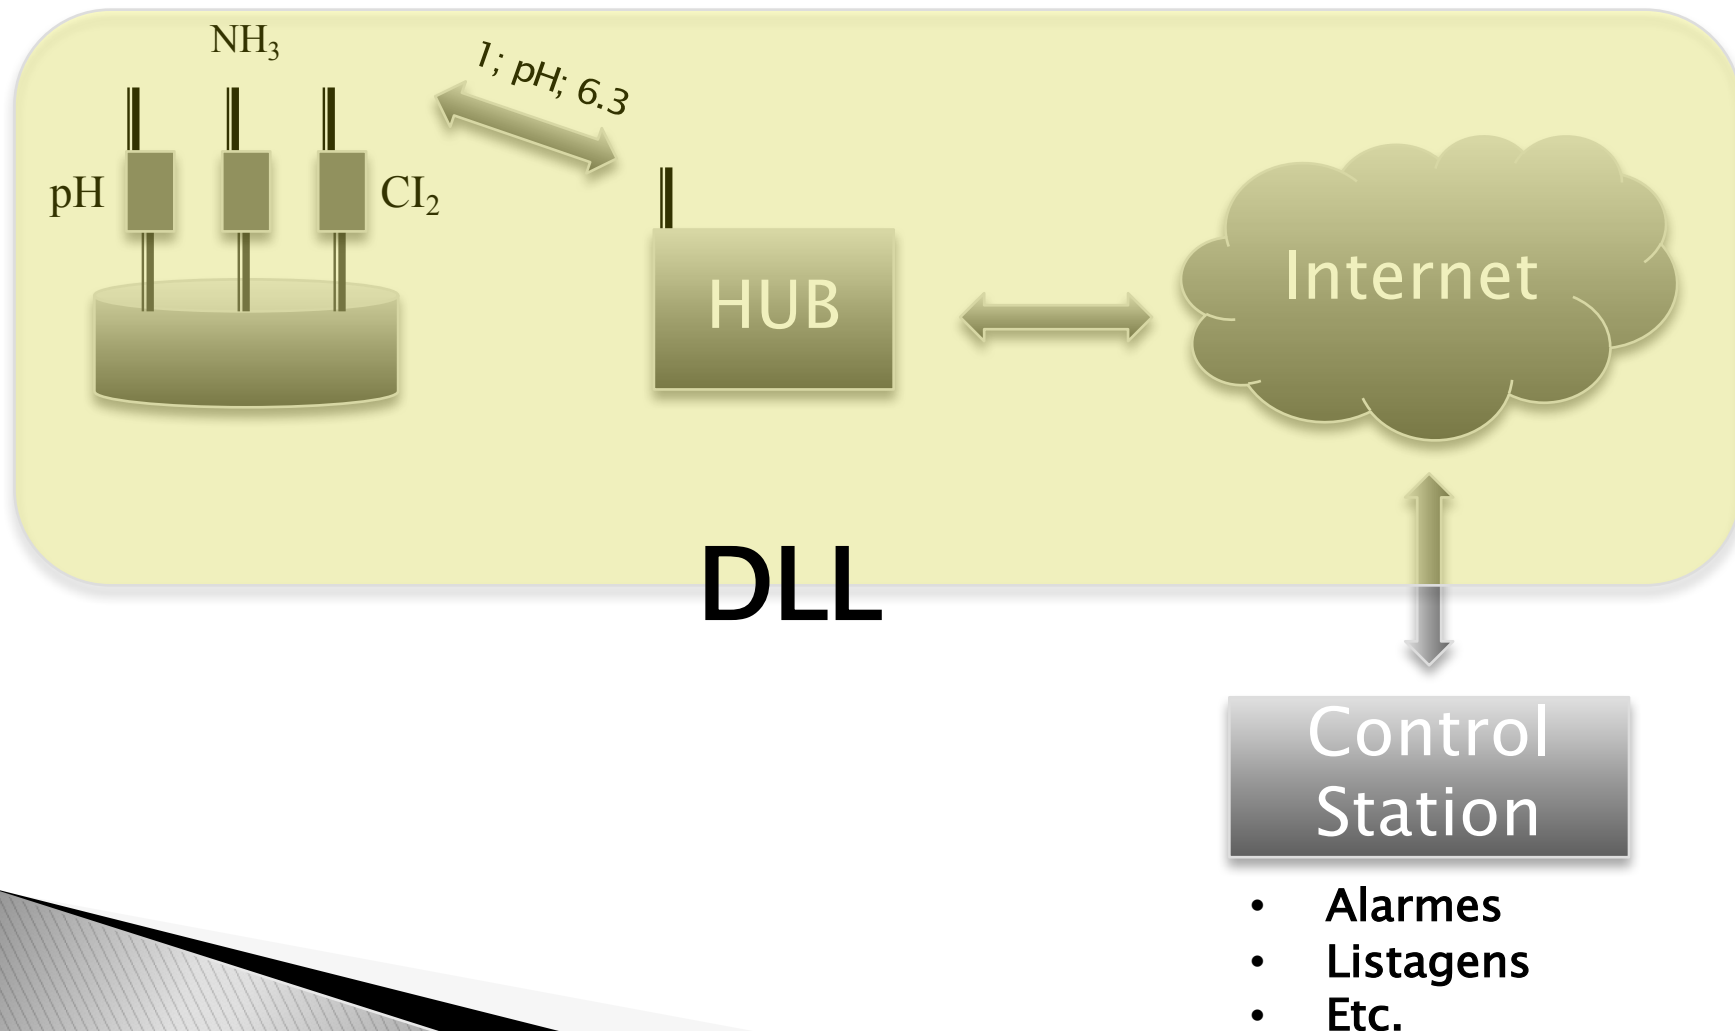 NH₃
1; pH; 6.3
pH
CI₂
HUB
Internet
DLL
Control
Station
• Alarmes
• Listagens
• Etc.